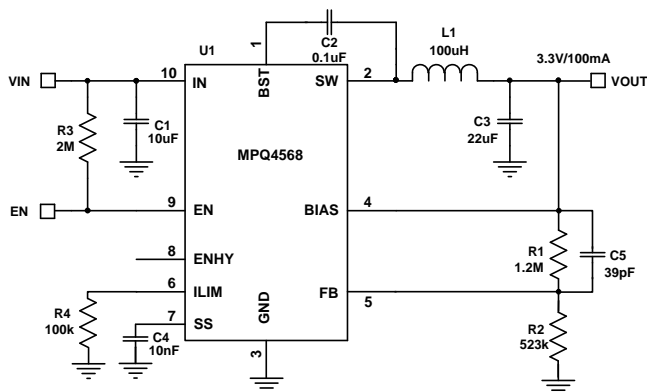 U1
C2
0.1uF
L1
100uH
3.3V/100mA
VIN
10
IN
1
BST
SW
2
VOUT
R3
2M
C1
10uF
C3
22uF
MPQ4568
EN
9
EN
BIAS
4
8
ENHY
R1
1.2M
C5
39pF
6
ILIM
FB
5
R4
100k
7
SS
GND
3
C4
10nF
R2
523k